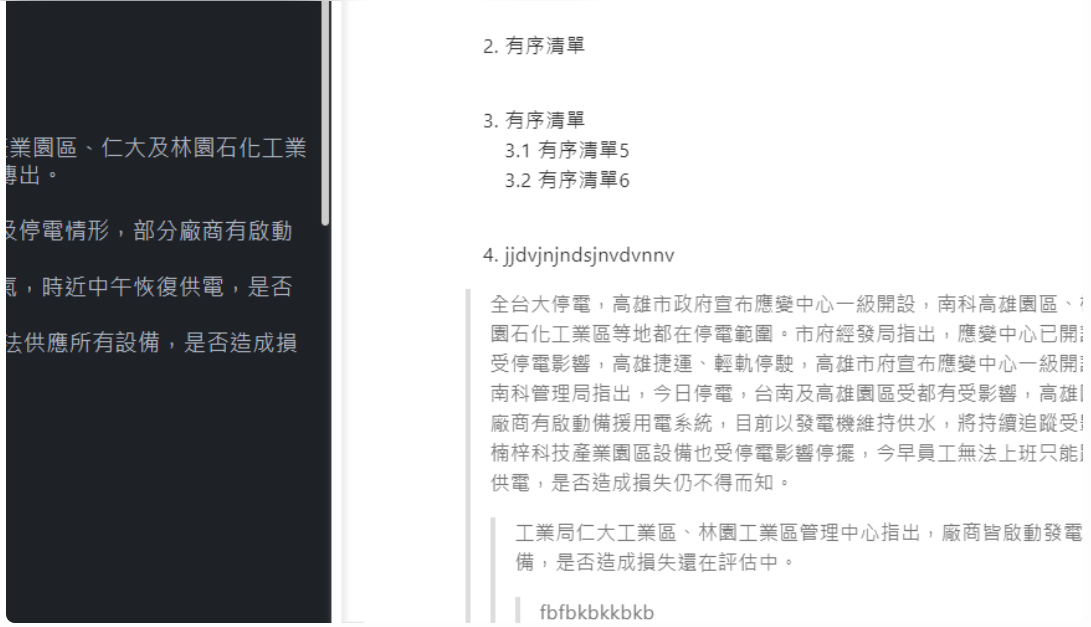 業園區、仁大及林園石化工業
傳出。
及停電情形，部分廠商有啟動
氣，時近中午恢復供電，是否
法供應所有設備，是否造成損
2. 有序清單
3. 有序清單
3.1 有序清單5
3.2 有序清單6
4. jjdvjnjndsjnvdvnnv
全台大停電，高雄市政府宣布應變中心一級開設，南科高雄園區、
園石化工業區等地都在停電範圍。市府經發局指出，應變中心已開
受停電影響，高雄捷運、輕軌停駛，高雄市府宣布應變中心一級開
南科管理局指出，今日停電，台南及高雄園區受都有受影響，高雄
廠商有啟動備援用電系統，目前以發電機維持供水，將持續追蹤受
楠梓科技產業園區設備也受停電影響停擺，今早員工無法上班只能
供電，是否造成損失仍不得而知。
工業局仁大工業區、林園工業區管理中心指出，廠商皆啟動發電
備，是否造成損失還在評估中。
fbfbkbkkbkb